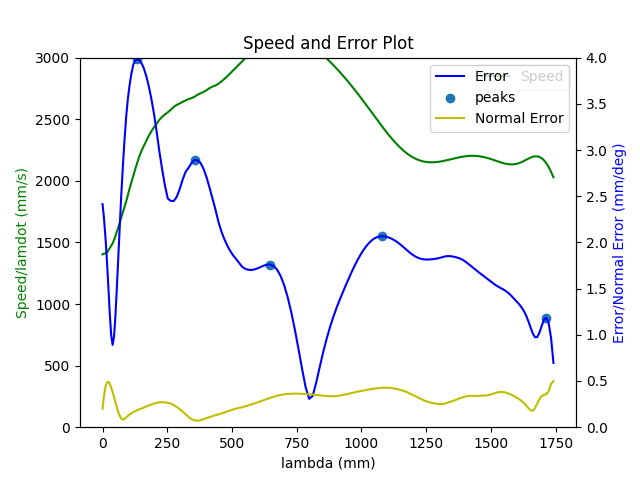 Speed and Error Plot
3000
2500
2000
1500
1000
500
0
Speed/lamdot (mm/s)
4.0
3.5
3.0
2.5
2.0
1.5
1.0
0.5
0.0
Error/Normal Error (mm/deg)
Error
Speed
peaks
Normal Error
0 250 500 750 1000 1250 1500 1750
lambda (mm)